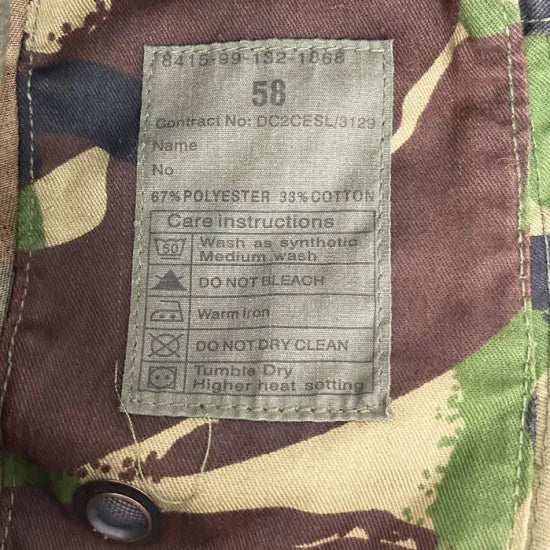 8415-99-132-1868
58
Contract No: DC2CESL/3129
Name
No
67% POLYESTER 33% COTTON
Care instructions
50 Wash as synthetic
Medium wash
DO NOT BLEACH
Warm Iron
DO NOT DRY CLEAN
Tumble Dry
Higher heat setting